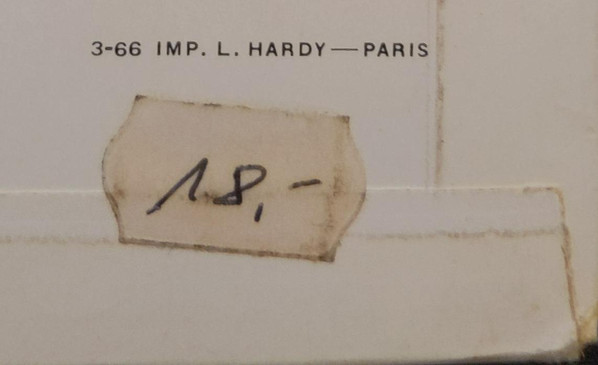 3-66 IMP. L. HARDY—PARIS
18,-